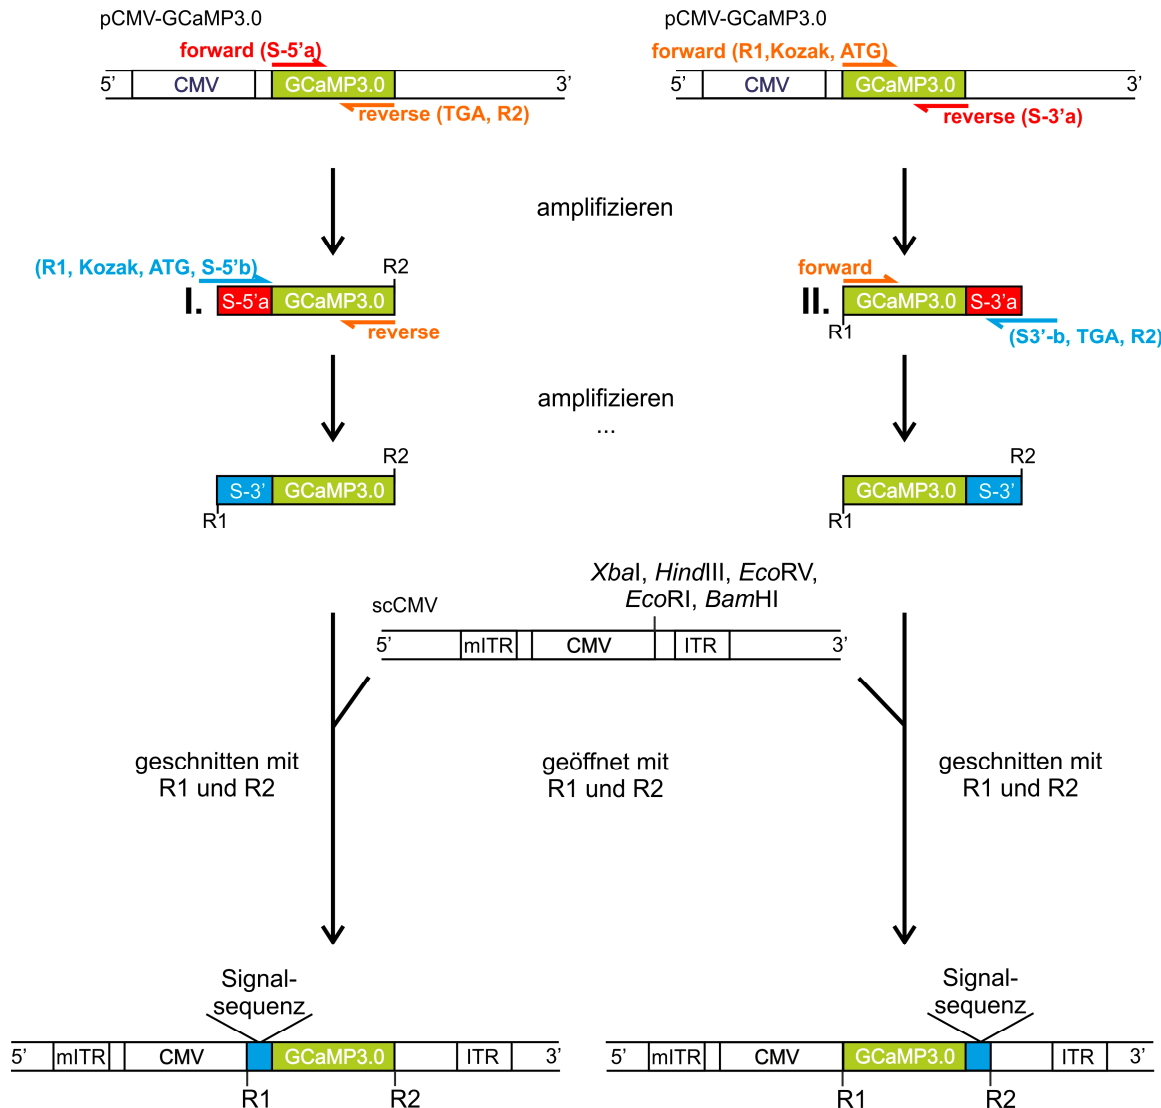 pCMV-GCaMP3.0
pCMV-GCaMP3.0
forward (S-5'a)
forward (R1,Kozak, ATG)
5'
CMV
GCaMP3.0
3'
5'
CMV
GCaMP3.0
3'
reverse (TGA, R2)
reverse (S-3'a)
amplifizieren
(R1, Kozak, ATG, S-5'b)
R2
forward
I.
S-5'a
GCaMP3.0
II.
GCaMP3.0
S-3'a
reverse
R1
(S3'-b, TGA, R2)
amplifizieren
...
R2
R2
S-3'
GCaMP3.0
GCaMP3.0
S-3'
R1
R1
XbaI, HindIII, EcoRV,
EcoRI, BamHI
scCMV
5'
mITR
CMV
ITR
3'
geschnitten mit
R1 und R2
geöffnet mit
R1 und R2
geschnitten mit
R1 und R2
Signal-
sequenz
Signal-
sequenz
5'
mITR
CMV
GCaMP3.0
ITR
3'
5'
mITR
CMV
GCaMP3.0
ITR
3'
R1
R2
R1
R2